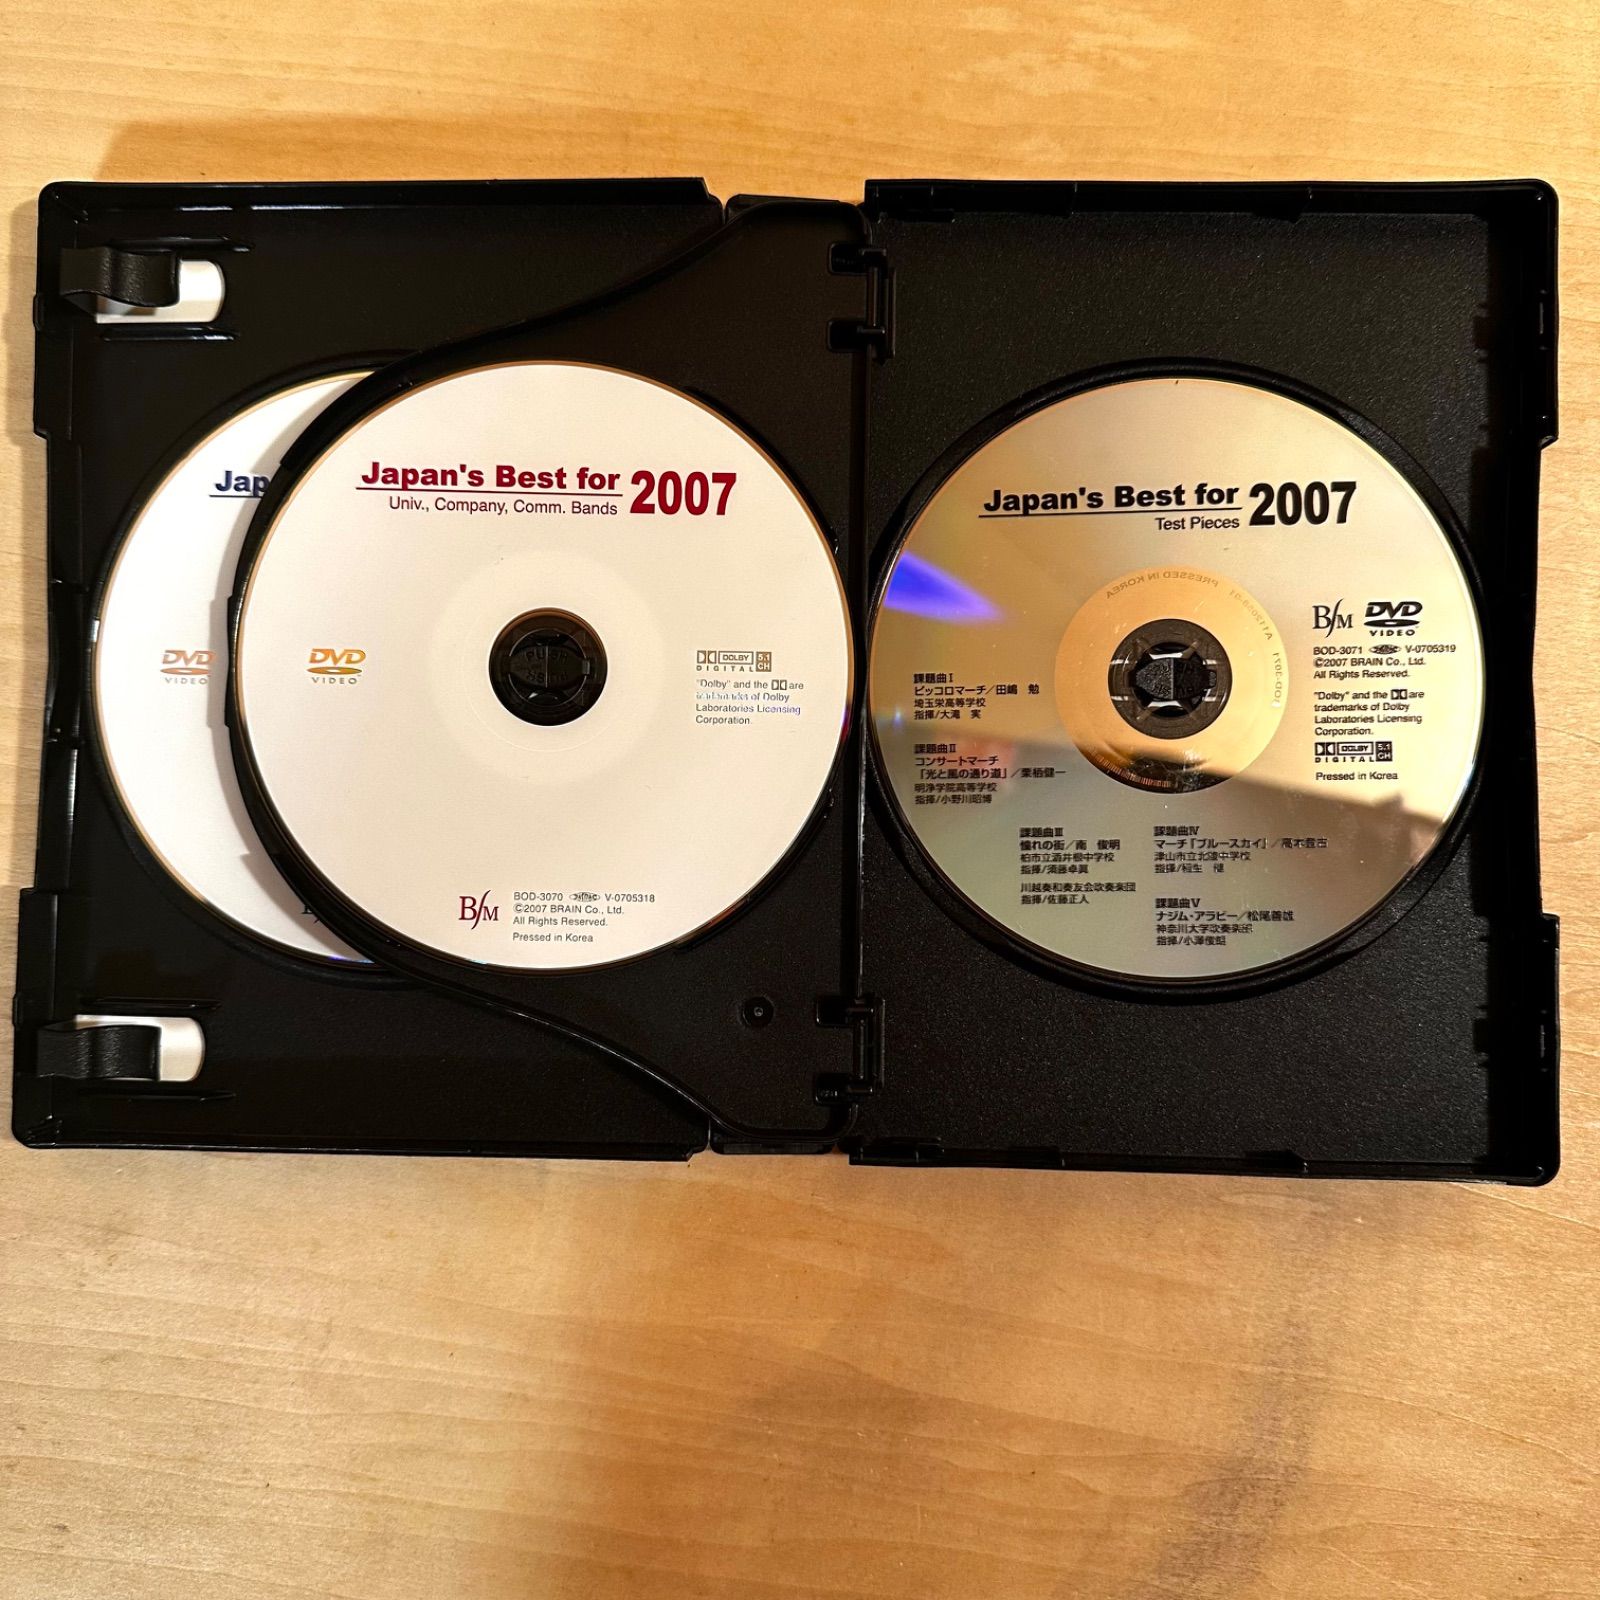 Jap
DVD
VIDEO
Japan's Best for 2007
Univ., Company, Comm. Bands
DVD
VIDEO
PUSH
DOLBY 5.1
DIGITAL CH
"Dolby" and the DD are
trademarks of Dolby
Laboratories Licensing
Corporation.
BfM
BOD-3070 V-0705318
©2007 BRAIN Co., Ltd.
All Rights Reserved.
Pressed in Korea
Japan's Best for 2007
Test Pieces
PRESSED IN KOREA
BfM DVD
VIDEO
BOD-3071 V-0705319
©2007 BRAIN Co., Ltd.
All Rights Reserved.
"Dolby" and the DD are
trademarks of Dolby
Laboratories Licensing
Corporation.
DOLBY 5.1
DIGITAL CH
Pressed in Korea
課題曲Ⅰ
ピッコロマーチ／田嶋 勉
埼玉栄高等学校
指揮/大滝 実
課題曲Ⅱ
コンサートマーチ
「光と風の通り道」／栗栖健一
明浄学院高等学校
指揮/小野川昭博
課題曲Ⅲ
憧れの街／南 俊明
柏市立酒井根中学校
指揮/須藤卓眞
川越奏和奏友会吹奏楽団
指揮/佐藤正人
課題曲Ⅳ
マーチ「ブルースカイ」／高木登古
津山市立北陵中学校
指揮/稲生 健
課題曲Ⅴ
ナジム・アラビー／松尾善雄
神奈川大学吹奏楽部
指揮/小澤俊朗